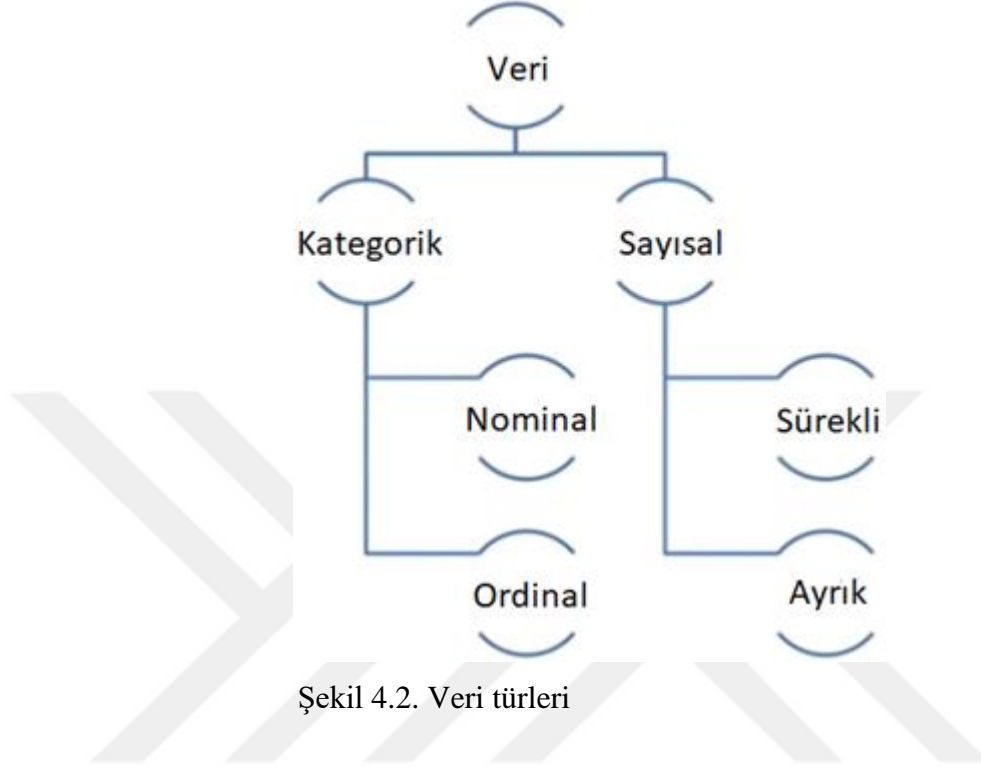 Veri
Kategorik Sayısal
Nominal Sürekli
Ordinal Ayrık
Şekil 4.2. Veri türleri